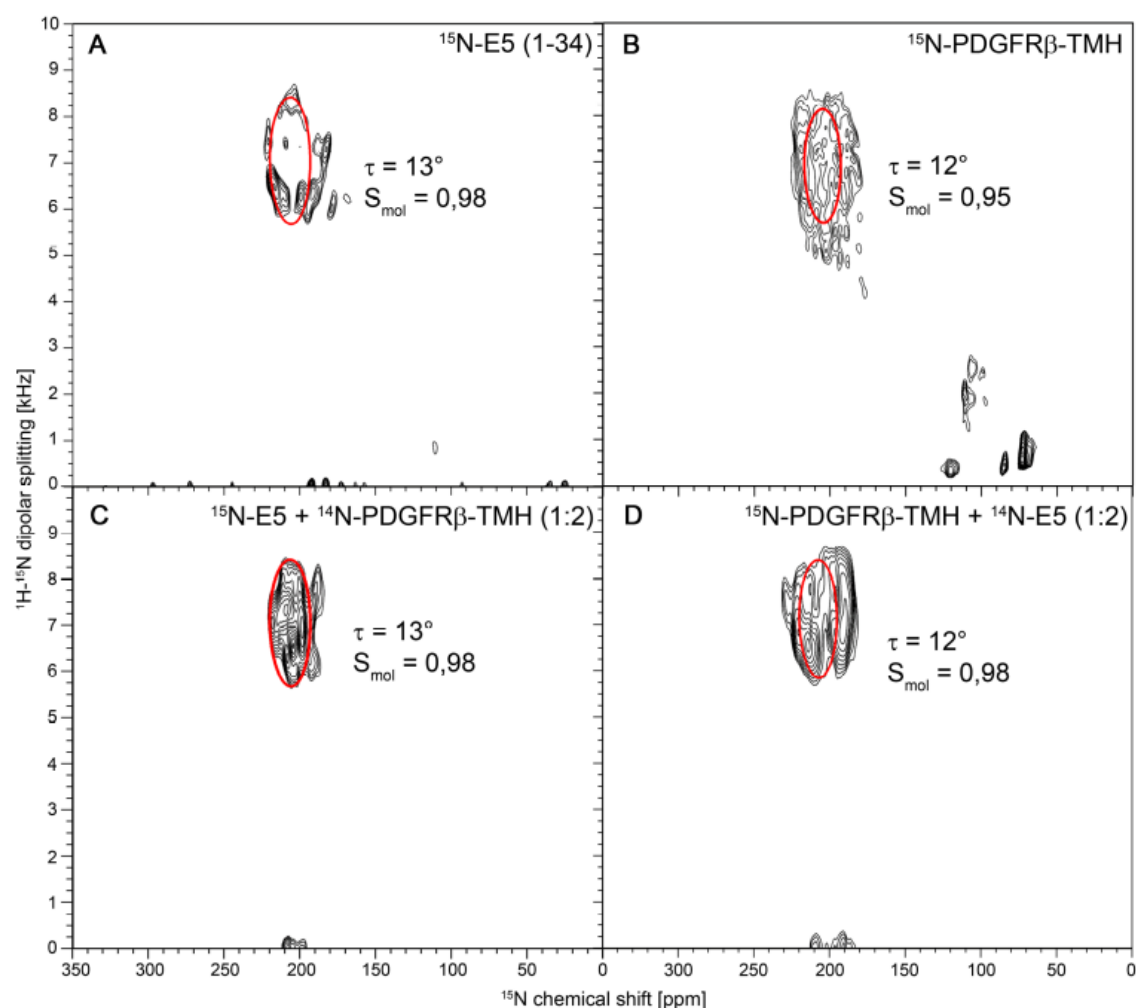 A
¹⁵N-E5 (1-34)
τ = 13°
Sₘₒₗ = 0,98
B
¹⁵N-PDGFRβ-TMH
τ = 12°
Sₘₒₗ = 0,95
C
¹⁵N-E5 + ¹⁴N-PDGFRβ-TMH (1:2)
τ = 13°
Sₘₒₗ = 0,98
D
¹⁵N-PDGFRβ-TMH + ¹⁴N-E5 (1:2)
τ = 12°
Sₘₒₗ = 0,98
¹H-¹⁵N dipolar splitting [kHz]
10
9
8
7
6
5
4
3
2
1
0
9
8
7
6
5
4
3
2
1
0
350 300 250 200 150 100 50 0 300 250 200 150 100 50 0
¹⁵N chemical shift [ppm]